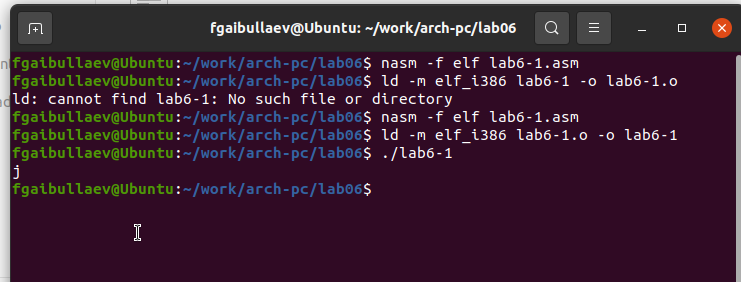 fgaibullaev@Ubuntu: ~/work/arch-pc/lab06
fgaibullaev@Ubuntu:~/work/arch-pc/lab06$ nasm -f elf lab6-1.asm
fgaibullaev@Ubuntu:~/work/arch-pc/lab06$ ld -m elf_i386 lab6-1 -o lab6-1.o
ld: cannot find lab6-1: No such file or directory
fgaibullaev@Ubuntu:~/work/arch-pc/lab06$ nasm -f elf lab6-1.asm
fgaibullaev@Ubuntu:~/work/arch-pc/lab06$ ld -m elf_i386 lab6-1.o -o lab6-1
fgaibullaev@Ubuntu:~/work/arch-pc/lab06$ ./lab6-1
j
fgaibullaev@Ubuntu:~/work/arch-pc/lab06$